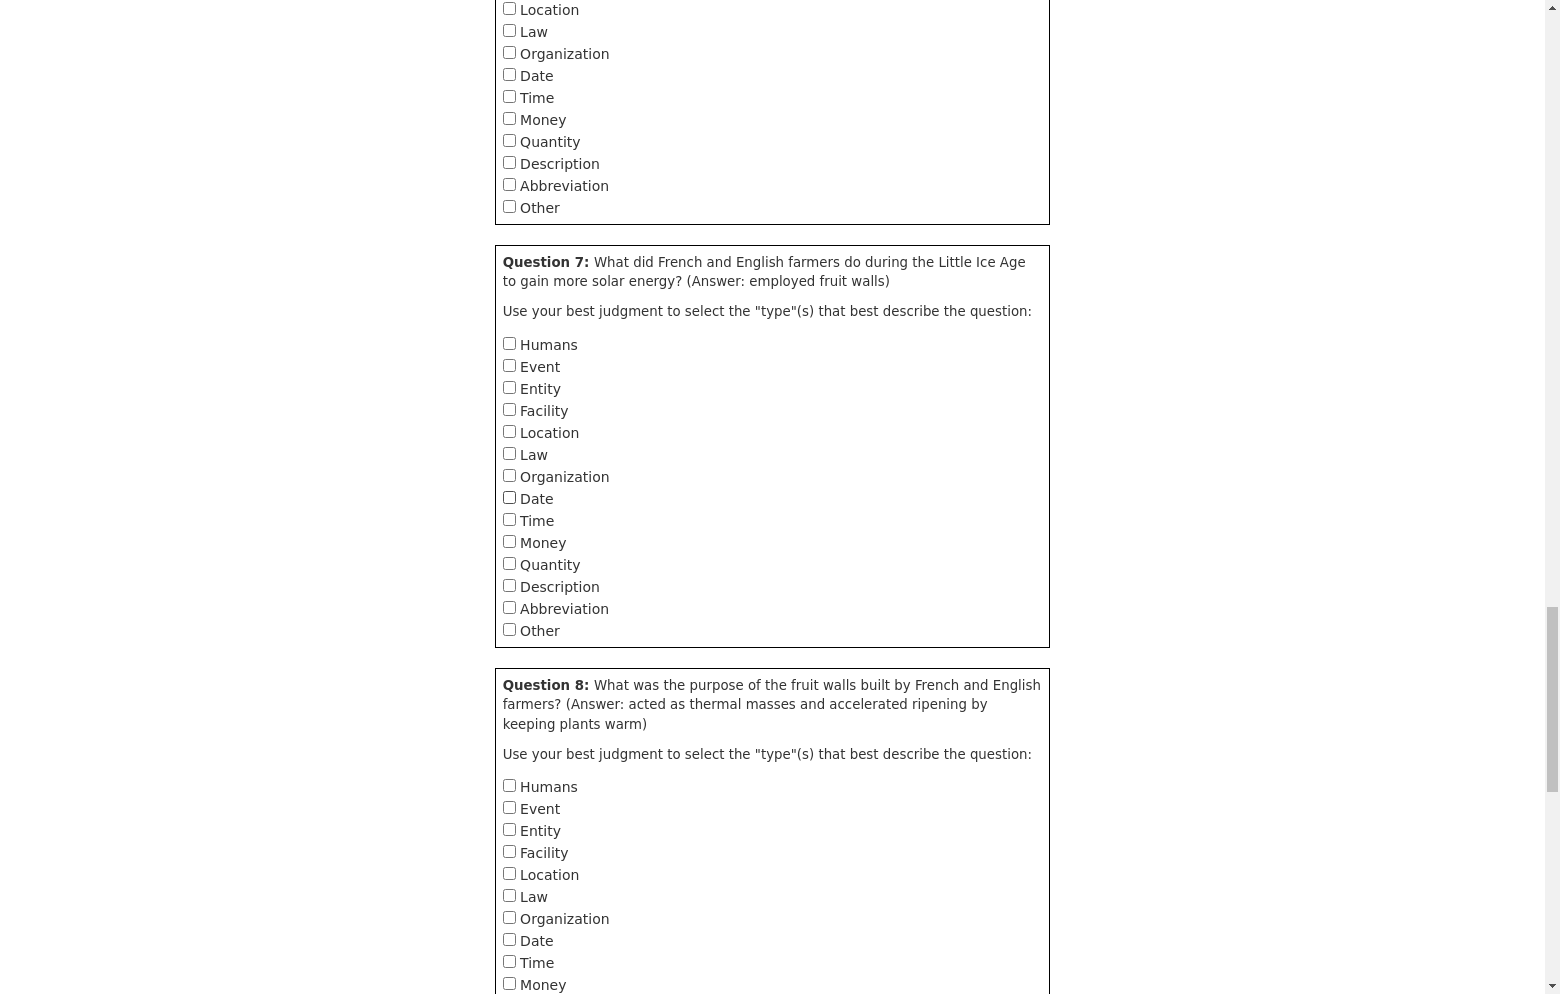 Location
Law
Organization
Date
Time
Money
Quantity
Description
Abbreviation
Other
Question 7: What did French and English farmers do during the Little Ice Age
to gain more solar energy? (Answer: employed fruit walls)
Use your best judgment to select the "type"(s) that best describe the question:
Humans
Event
Entity
Facility
Location
Law
Organization
Date
Time
Money
Quantity
Description
Abbreviation
Other
Question 8: What was the purpose of the fruit walls built by French and English
farmers? (Answer: acted as thermal masses and accelerated ripening by
keeping plants warm)
Use your best judgment to select the "type"(s) that best describe the question:
Humans
Event
Entity
Facility
Location
Law
Organization
Date
Time
Money